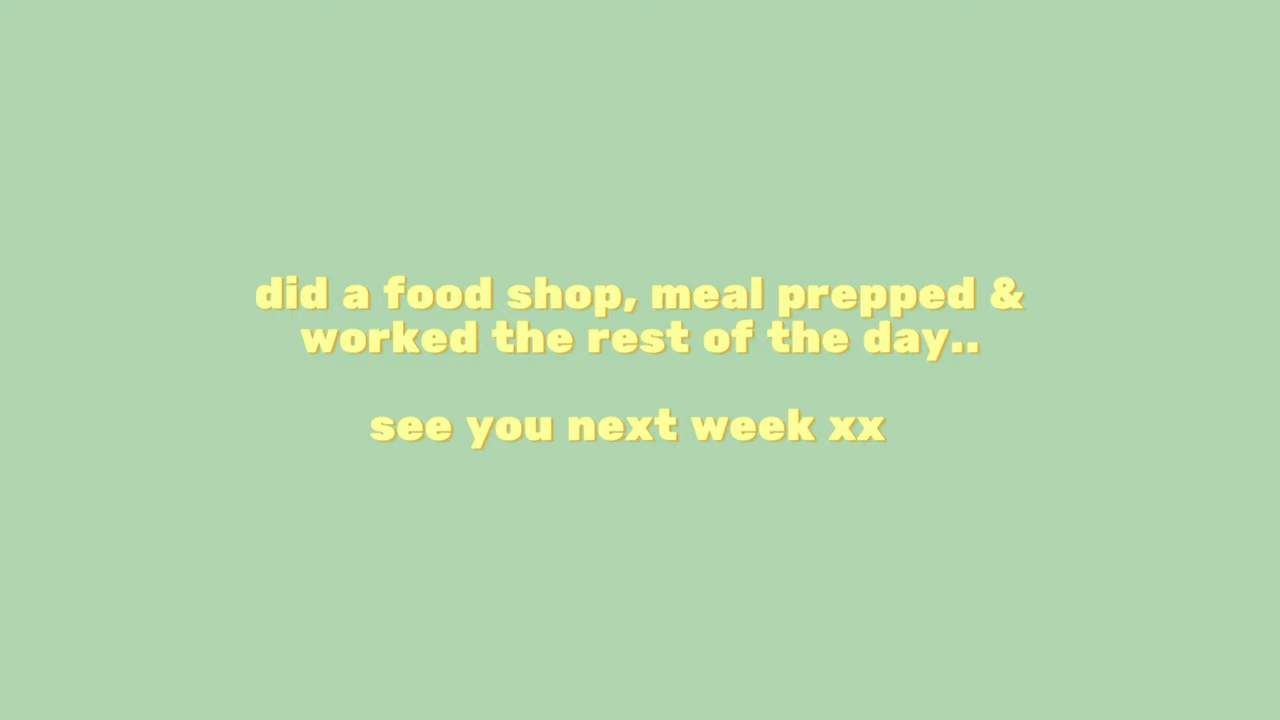 did a food shop, meal prepped &
worked the rest of the day..
see you next week xx